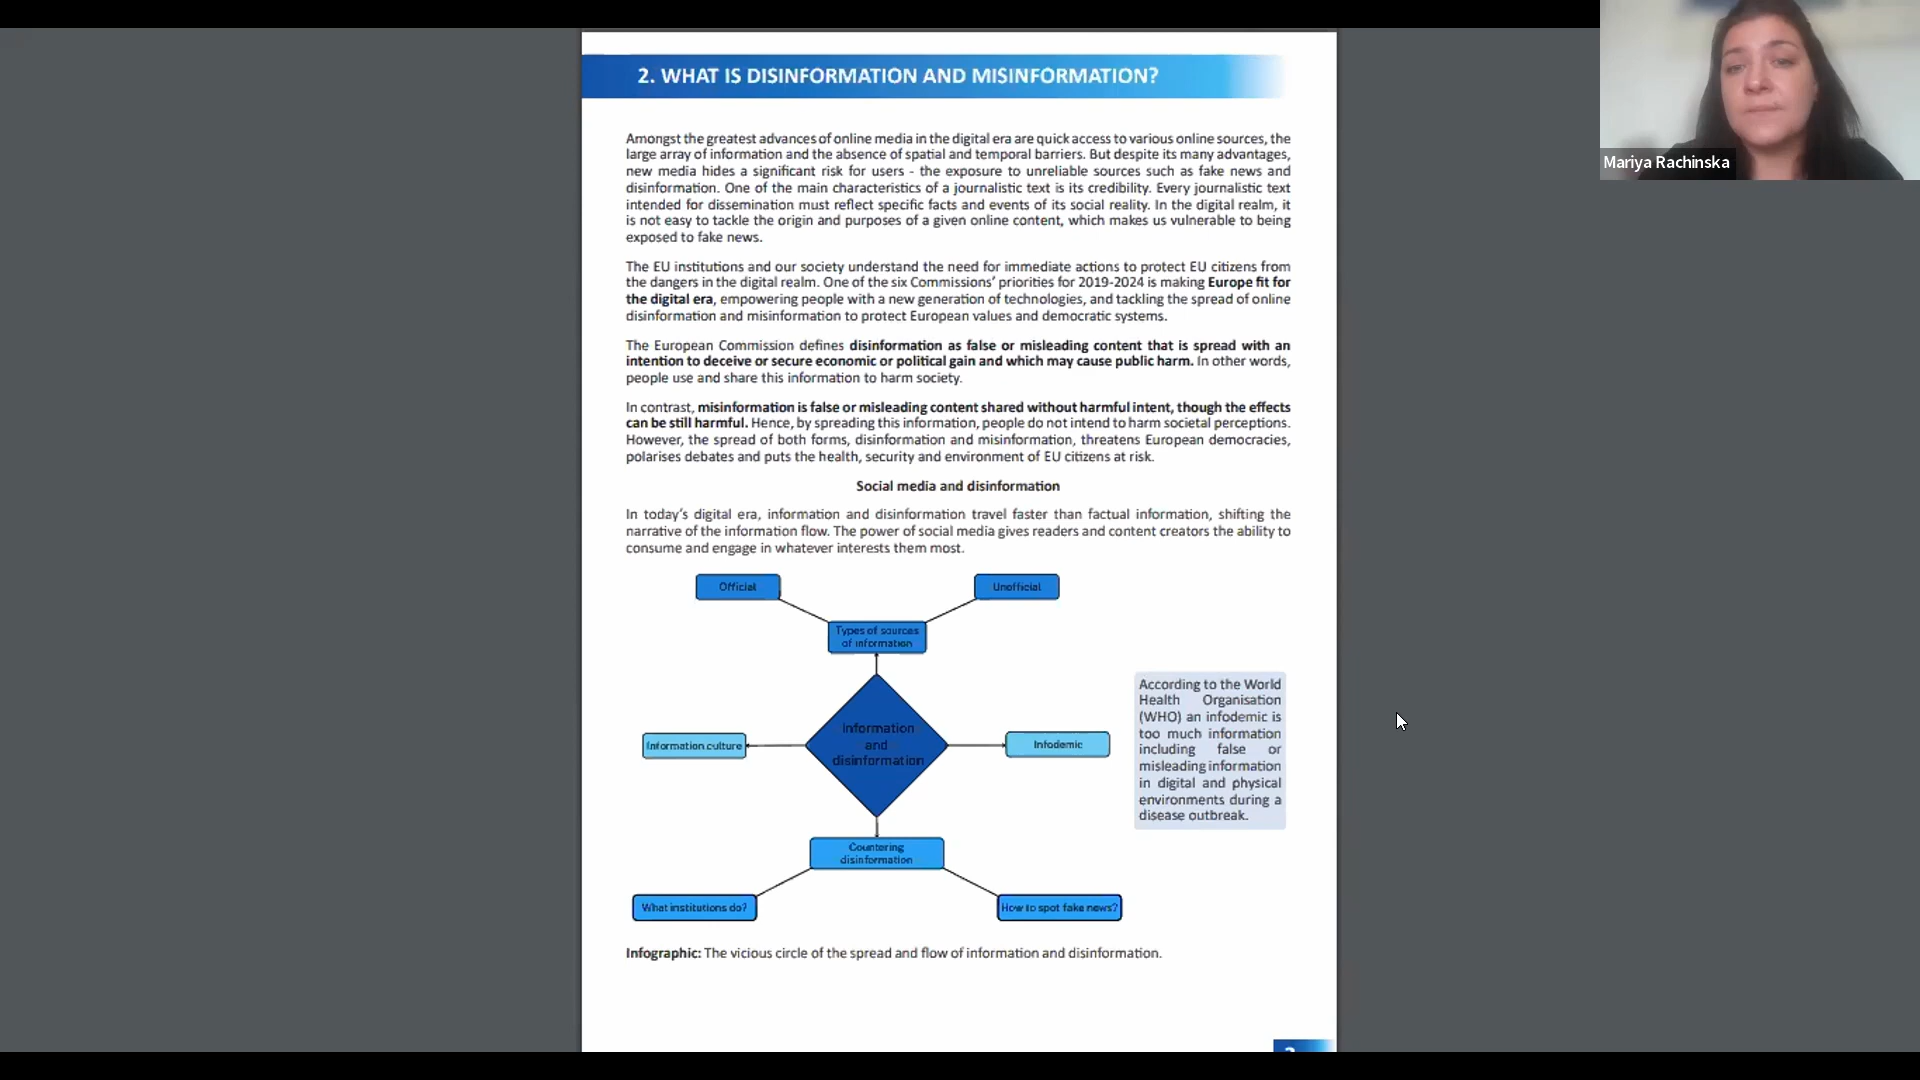 2. WHAT IS DISINFORMATION AND MISINFORMATION?
Mariya Rachinska
Amongst the greatest advances of online media in the digital era are quick access to various online sources, the
large array of information and the absence of spatial and temporal barriers. But despite its many advantages,
new media hides a significant risk for users - the exposure to unreliable sources such as fake news and
disinformation. One of the main characteristics of a journalistic text is its credibility. Every journalistic text
intended for dissemination must reflect specific facts and events of its social reality. In the digital realm, it
is not easy to tackle the origin and purposes of a given online content, which makes us vulnerable to being
exposed to fake news.
The EU institutions and our society understand the need for immediate actions to protect EU citizens from
the dangers in the digital realm. One of the six Commissions' priorities for 2019-2024 is making Europe fit for
the digital era, empowering people with a new generation of technologies, and tackling the spread of online
disinformation and misinformation to protect European values and democratic systems.
The European Commission defines disinformation as false or misleading content that is spread with an
intention to deceive or secure economic or political gain and which may cause public harm. In other words,
people use and share this information to harm society.
In contrast, misinformation is false or misleading content shared without harmful intent, though the effects
can be still harmful. Hence, by spreading this information, people do not intend to harm societal perceptions.
However, the spread of both forms, disinformation and misinformation, threatens European democracies,
polarises debates and puts the health, security and environment of EU citizens at risk.
Social media and disinformation
In today's digital era, information and disinformation travel faster than factual information, shifting the
narrative of the information flow. The power of social media gives readers and content creators the ability to
consume and engage in whatever interests them most.
Official
Unofficial
Types of sources
of information
Information
and
disinformation
Information culture
Infodemic
According to the World
Health Organisation
(WHO) an infodemic is
too much information
including false or
misleading information
in digital and physical
environments during a
disease outbreak.
Countering
disinformation
What institutions do?
How to spot fake news?
Infographic: The vicious circle of the spread and flow of information and disinformation.